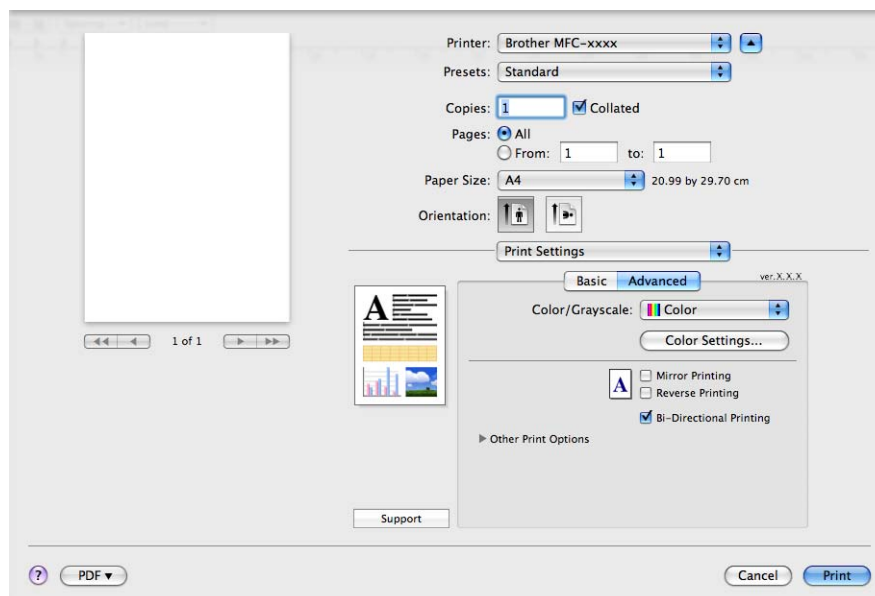 Printer: Brother MFC-xxxx
Presets: Standard
Copies: 1 Collated
Pages: All
From: 1 to: 1
Paper Size: A4 20.99 by 29.70 cm
Orientation:
Print Settings
Basic Advanced ver.X.X.X
A
Color/Grayscale: Color
1 of 1
Color Settings...
A
Mirror Printing
Reverse Printing
Bi-Directional Printing
Other Print Options
Support
? PDF Cancel Print